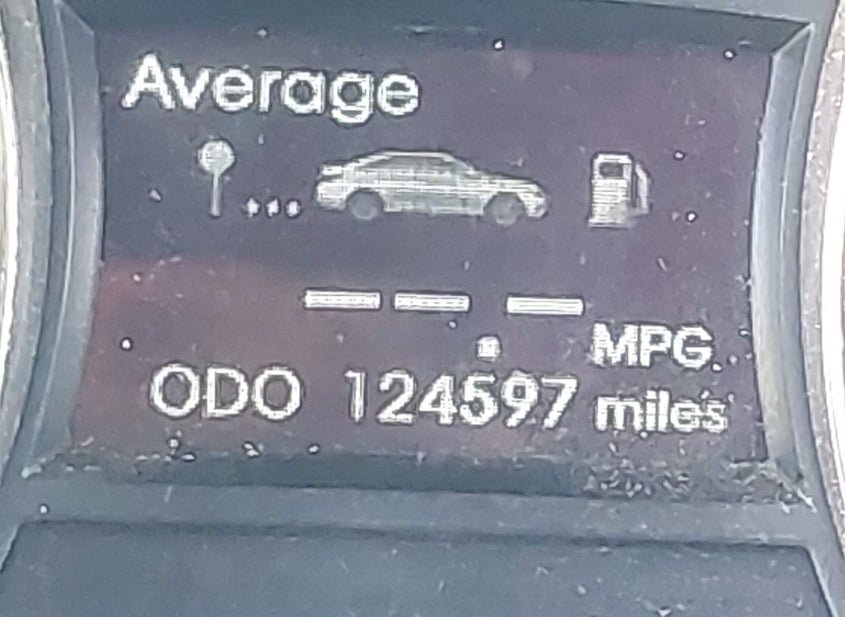 Average
--.- MPG
ODO 124597 miles